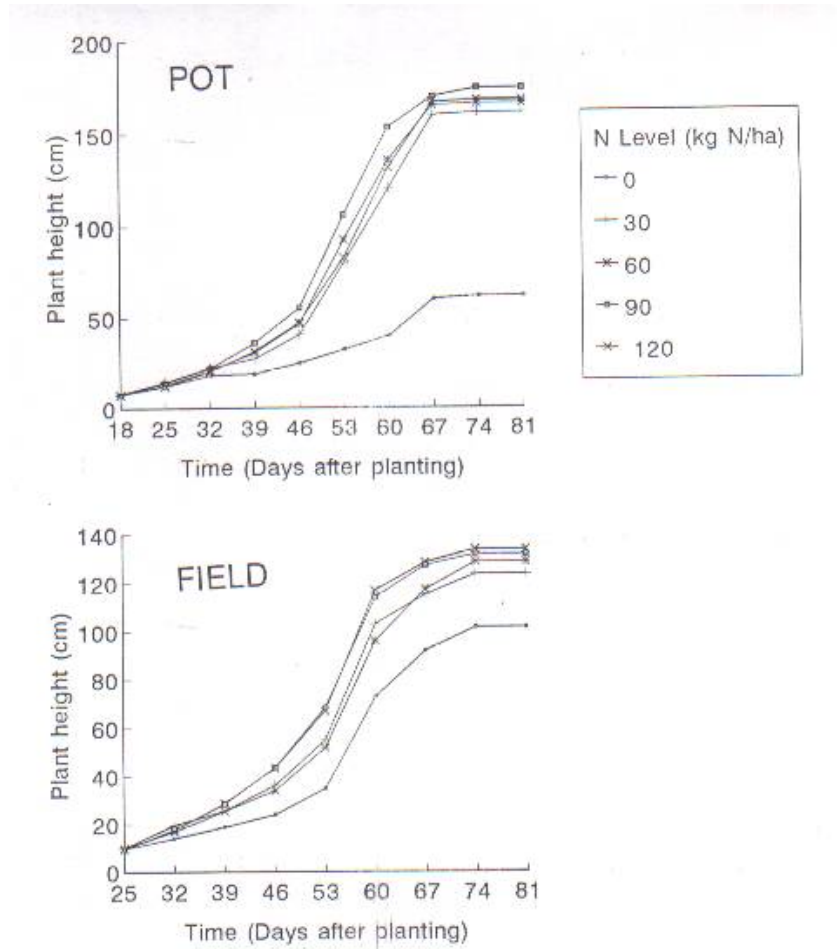 200
POT
150
100
50
0
Plant height (cm)
18 25 32 39 46 53 60 67 74 81
Time (Days after planting)
N Level (kg N/ha)
0
30
60
90
120
140
FIELD
120
100
80
60
40
20
0
Plant height (cm)
25 32 39 46 53 60 67 74 81
Time (Days after planting)